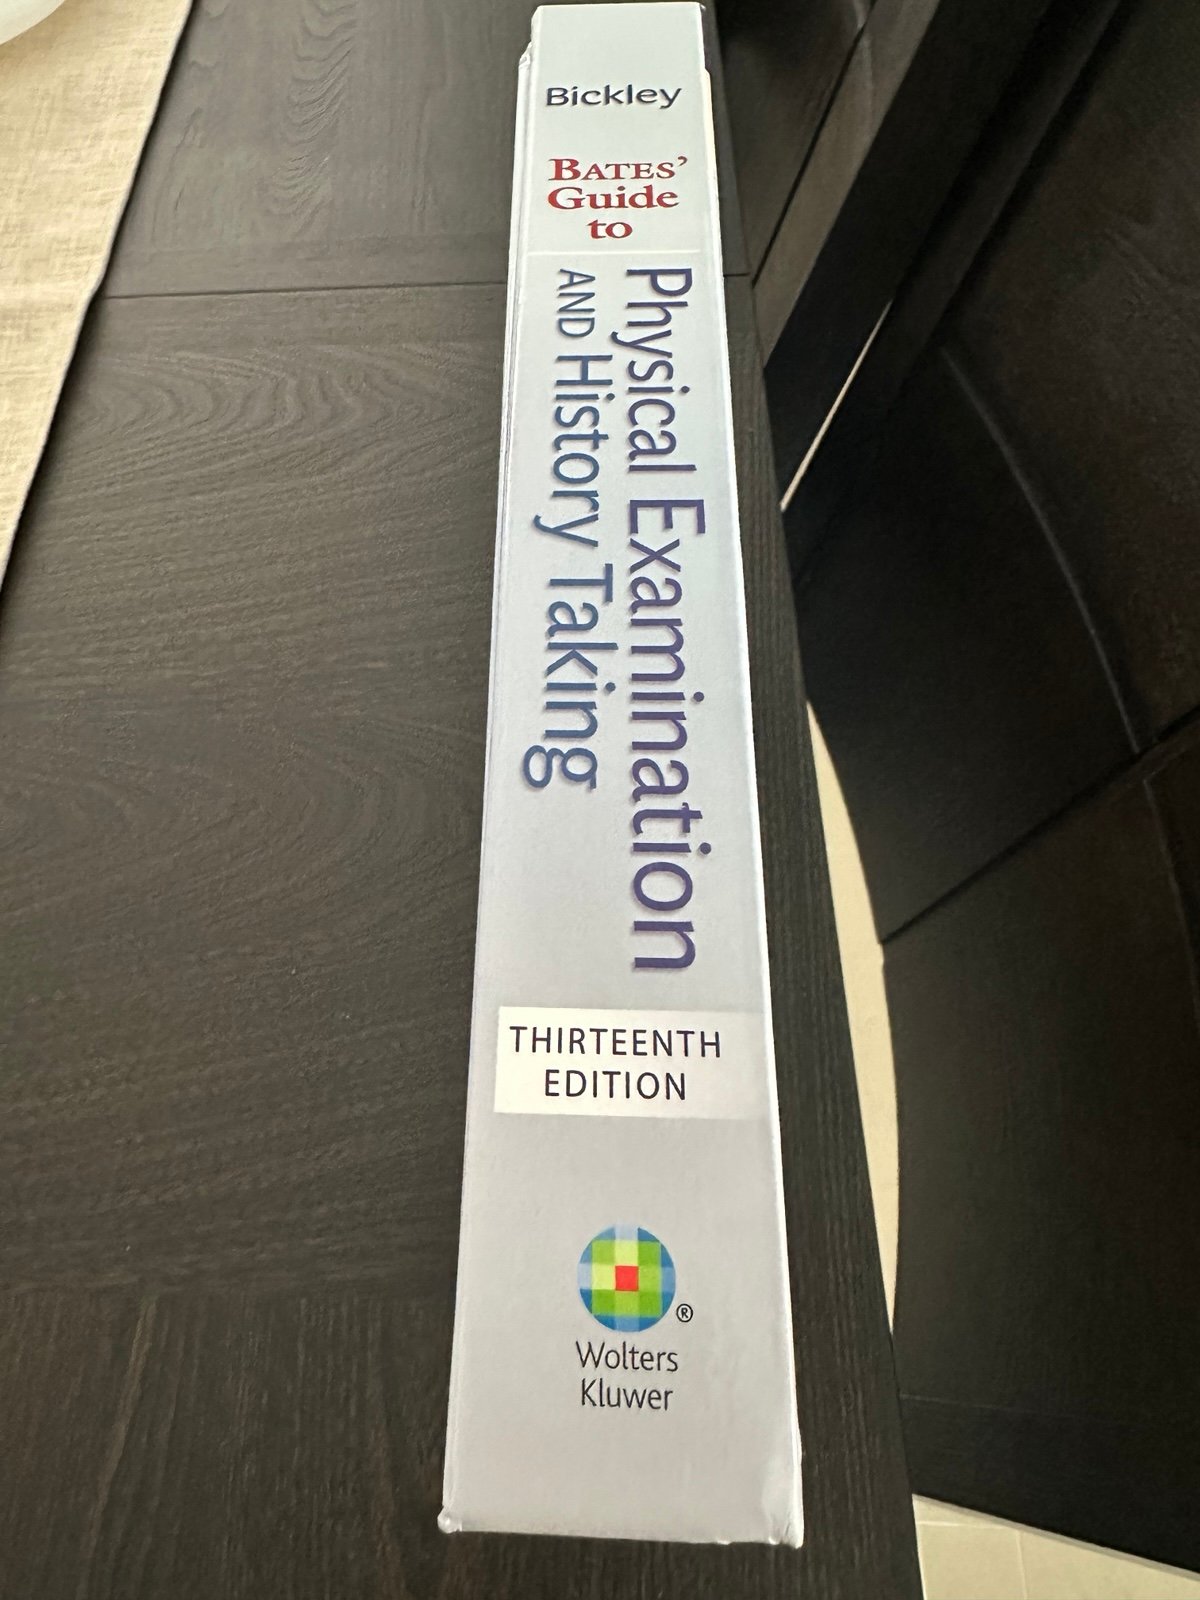 Bickley
BATES'
Guide
to
Physical Examination
AND History Taking
THIRTEENTH
EDITION
®
Wolters
Kluwer